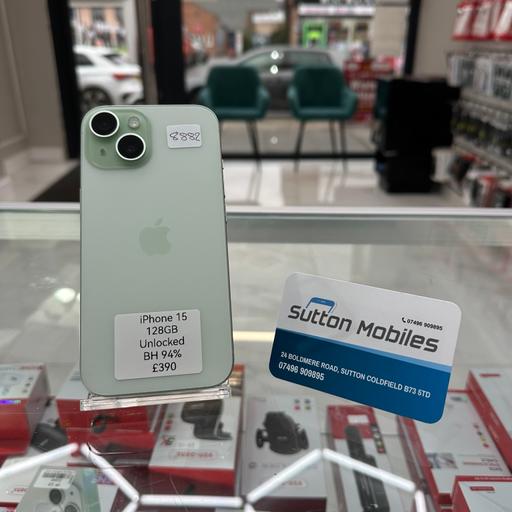 8882
iPhone 15
128GB
Unlocked
BH 94%
£390
07496 909895
Sutton Mobiles
24 BOLDMERE ROAD, SUTTON COLDFIELD B73 5TD
07496 909895